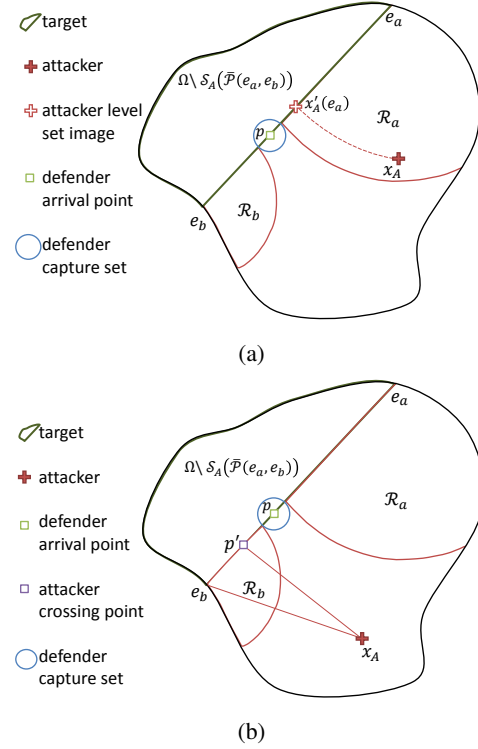 target
attacker
attacker level
set image
defender
arrival point
defender
capture set
e_a
Ω\ 𝒮_A(P̄(e_a, e_b))
x'_A(e_a)
ℛ_a
p
x_A
ℛ_b
e_b
(a)
target
attacker
defender
arrival point
attacker
crossing point
defender
capture set
e_a
Ω\ 𝒮_A(P̄(e_a, e_b))
ℛ_a
p
p'
ℛ_b
e_b
x_A
(b)